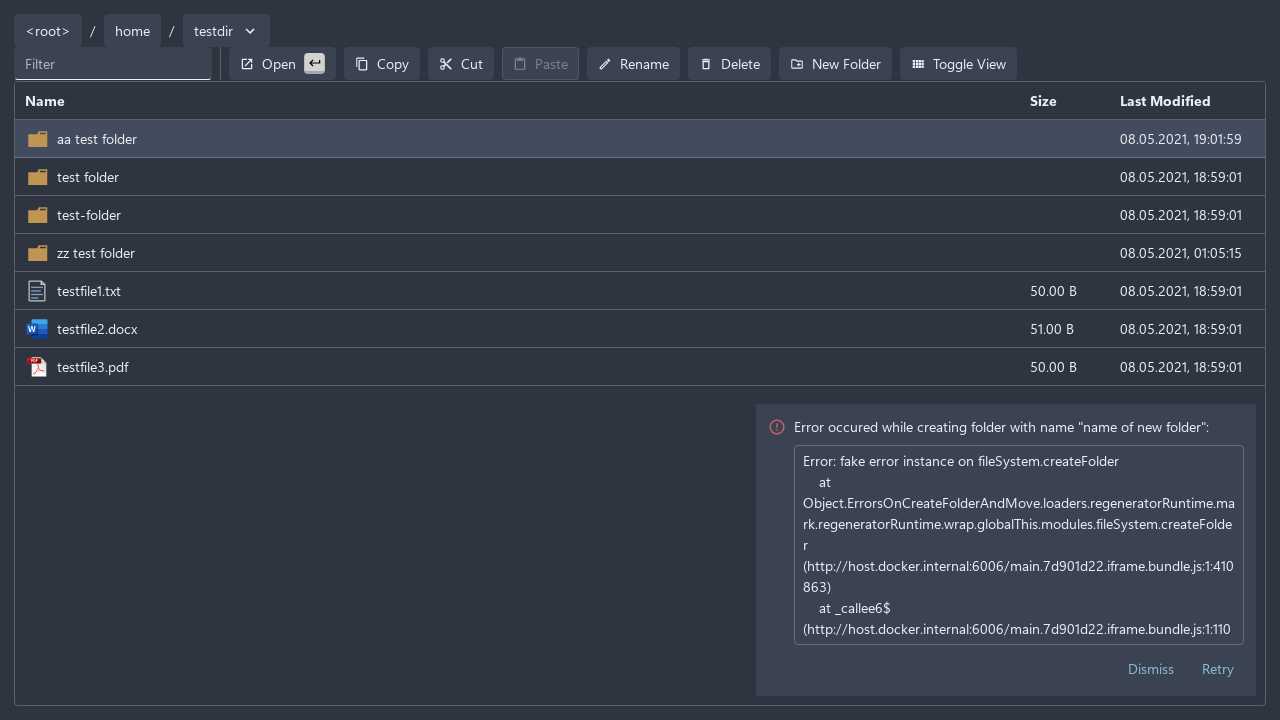 <root> / home / testdir
Filter Open Copy Cut Paste Rename Delete New Folder Toggle View
Name Size Last Modified
aa test folder 08.05.2021, 19:01:59
test folder 08.05.2021, 18:59:01
test-folder 08.05.2021, 18:59:01
zz test folder 08.05.2021, 01:05:15
testfile1.txt 50.00 B 08.05.2021, 18:59:01
testfile2.docx 51.00 B 08.05.2021, 18:59:01
testfile3.pdf 50.00 B 08.05.2021, 18:59:01
Error occured while creating folder with name "name of new folder":
Error: fake error instance on fileSystem.createFolder
at
Object.ErrorsOnCreateFolderAndMove.loaders.regeneratorRuntime.ma
rk.regeneratorRuntime.wrap.globalThis.modules.fileSystem.createFolde
r
(http://host.docker.internal:6006/main.7d901d22.iframe.bundle.js:1:410
863)
at _callee6$
(http://host.docker.internal:6006/main.7d901d22.iframe.bundle.js:1:110
Dismiss Retry